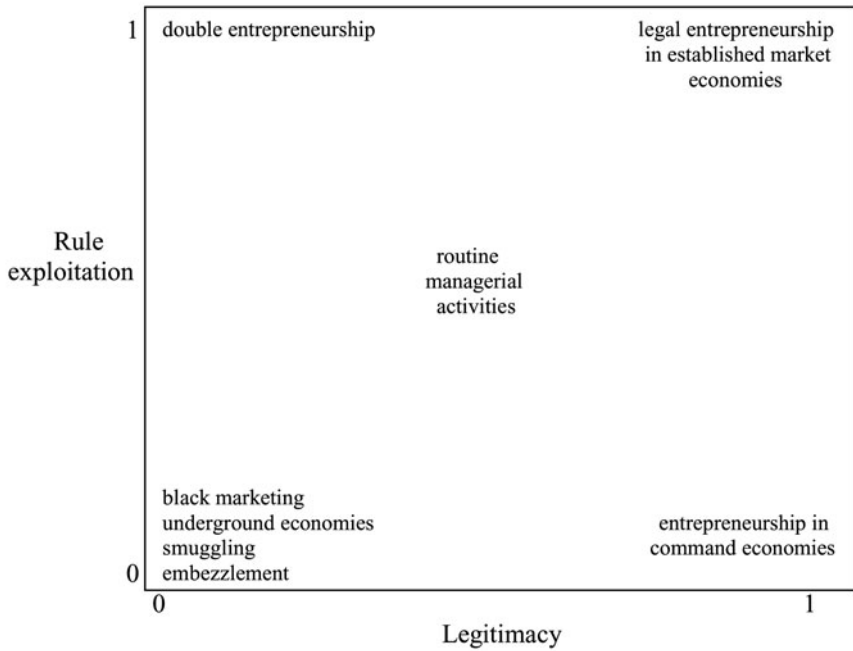 1
double entrepreneurship
legal entrepreneurship
in established market
economies
Rule
exploitation
routine
managerial
activities
black marketing
underground economies
smuggling
embezzlement
entrepreneurship in
command economies
0
0
1
Legitimacy